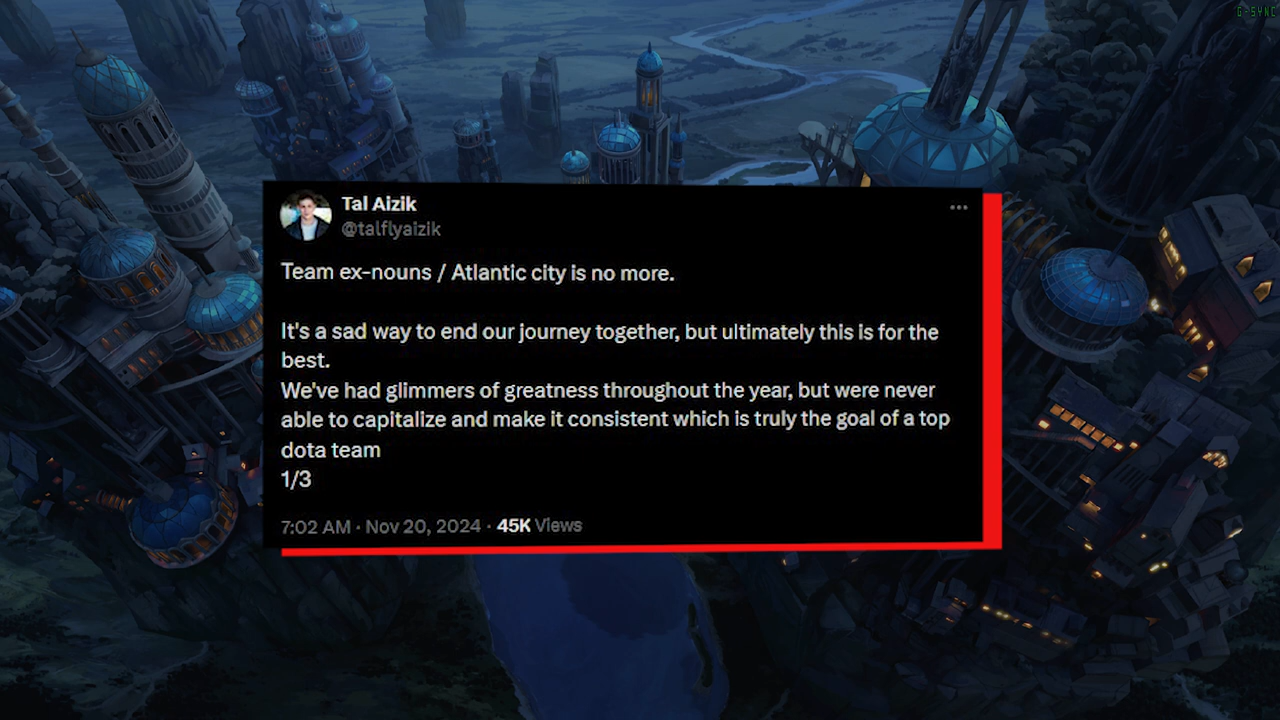 G-SYNC
Tal Aizik
@talflyaizik
Team ex-nouns / Atlantic city is no more.
It's a sad way to end our journey together, but ultimately this is for the
best.
We've had glimmers of greatness throughout the year, but were never
able to capitalize and make it consistent which is truly the goal of a top
dota team
1/3
7:02 AM · Nov 20, 2024 · 45K Views